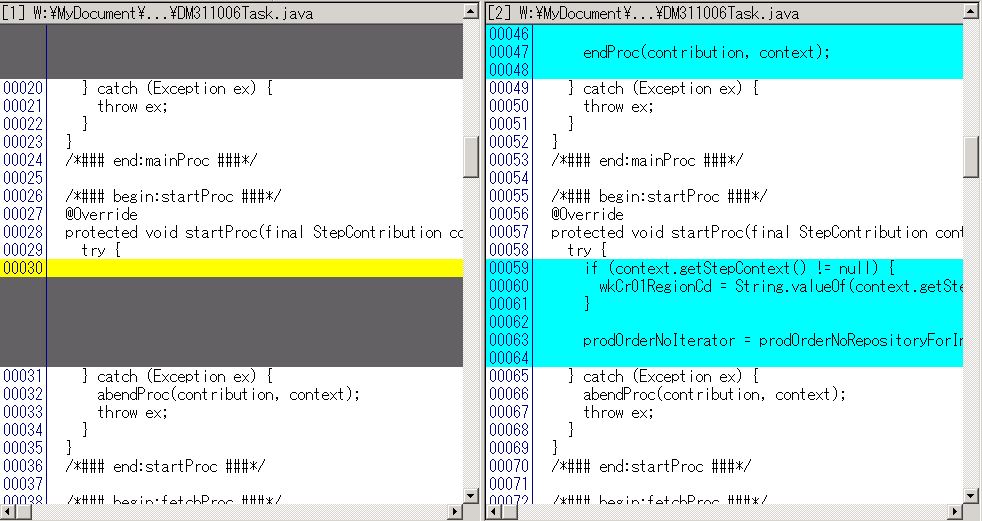 [1] W:¥MyDocument¥...¥DM311006Task.java
00020     } catch (Exception ex) {
00021       throw ex;
00022     }
00023   }
00024   /*### end:mainProc ###*/
00025
00026   /*### begin:startProc ###*/
00027   @Override
00028   protected void startProc(final StepContribution co
00029     try {
00030
00031     } catch (Exception ex) {
00032       abendProc(contribution, context);
00033       throw ex;
00034     }
00035   }
00036   /*### end:startProc ###*/
00037
00038   /*### begin:fetchProc ###*/
[2] W:¥MyDocument¥...¥DM311006Task.java
00046
00047       endProc(contribution, context);
00048
00049     } catch (Exception ex) {
00050       throw ex;
00051     }
00052   }
00053   /*### end:mainProc ###*/
00054
00055   /*### begin:startProc ###*/
00056   @Override
00057   protected void startProc(final StepContribution cont
00058     try {
00059       if (context.getStepContext() != null) {
00060         wkCr01RegionCd = String.valueOf(context.getSte
00061       }
00062
00063       prodOrderNoIterator = prodOrderNoRepositoryForIn
00064
00065     } catch (Exception ex) {
00066       abendProc(contribution, context);
00067       throw ex;
00068     }
00069   }
00070   /*### end:startProc ###*/
00071
00072   /*### begin:fetchProc ###*/